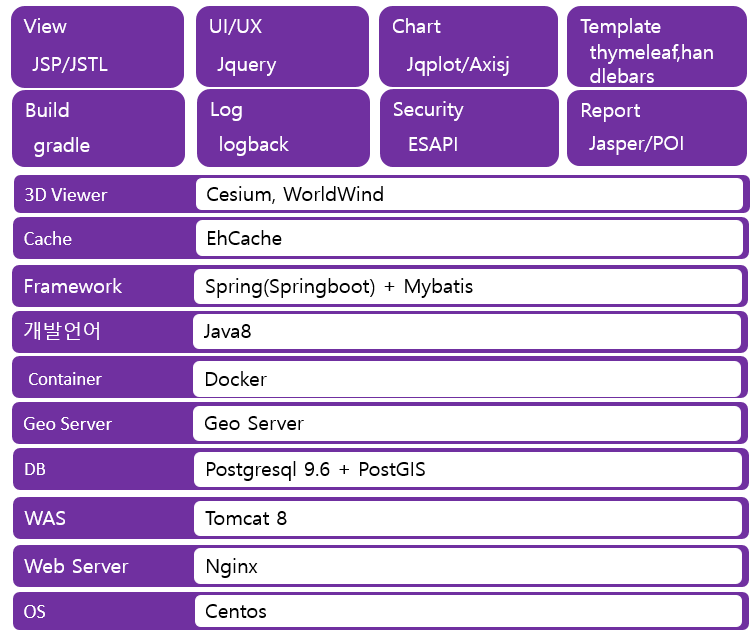 View
JSP/JSTL
UI/UX
Jquery
Chart
Jqplot/Axisj
Template
thymeleaf,han
dlebars
Build
gradle
Log
logback
Security
ESAPI
Report
Jasper/POI
3D Viewer
Cesium, WorldWind
Cache
EhCache
Framework
Spring(Springboot) + Mybatis
개발언어
Java8
Container
Docker
Geo Server
Geo Server
DB
Postgresql 9.6 + PostGIS
WAS
Tomcat 8
Web Server
Nginx
OS
Centos